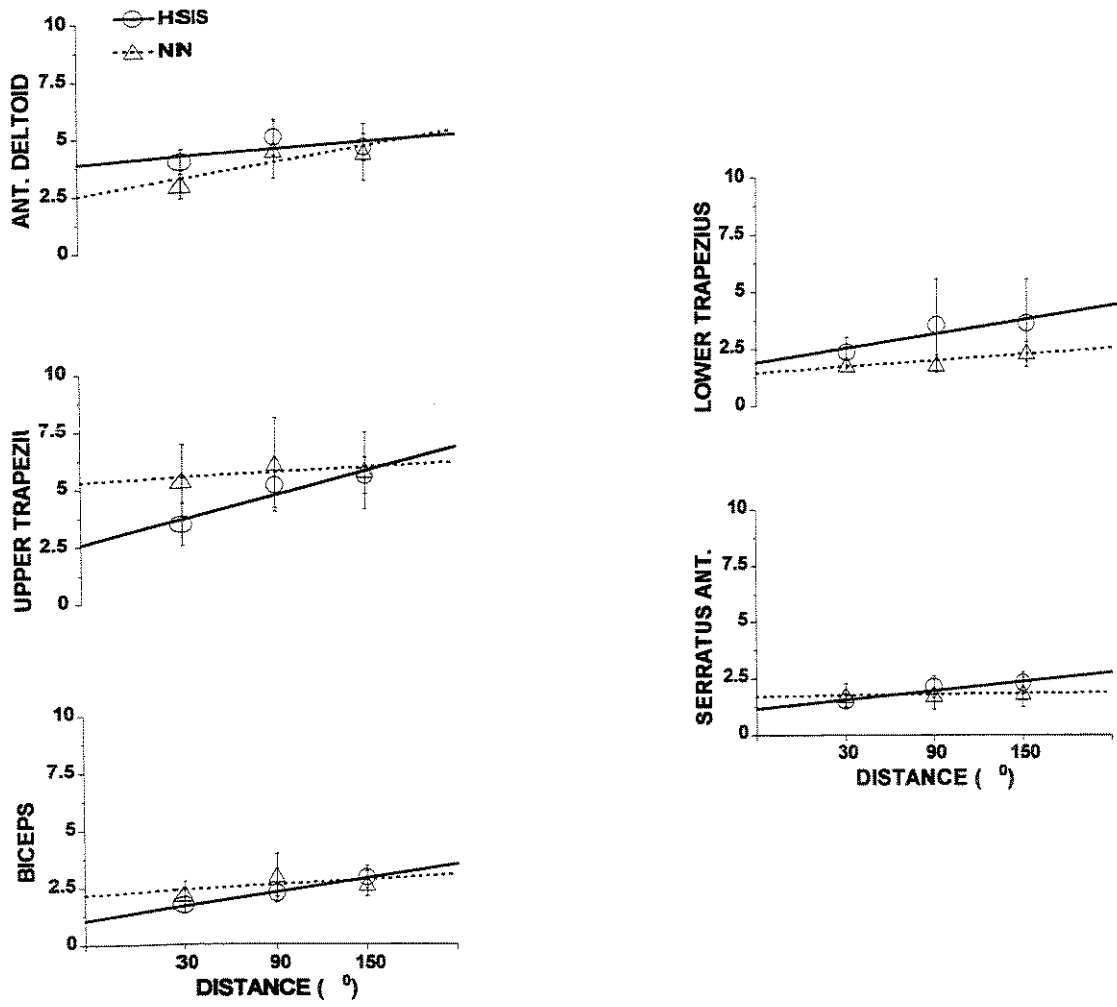 HSIS
NN
10
7.5
5
2.5
0
ANT. DELTOID
10
7.5
5
2.5
0
UPPER TRAPEZII
10
7.5
5
2.5
0
BICEPS
30 90 150
DISTANCE ( 0)
10
7.5
5
2.5
0
LOWER TRAPEZIUS
10
7.5
5
2.5
0
SERRATUS ANT.
30 90 150
DISTANCE ( 0)